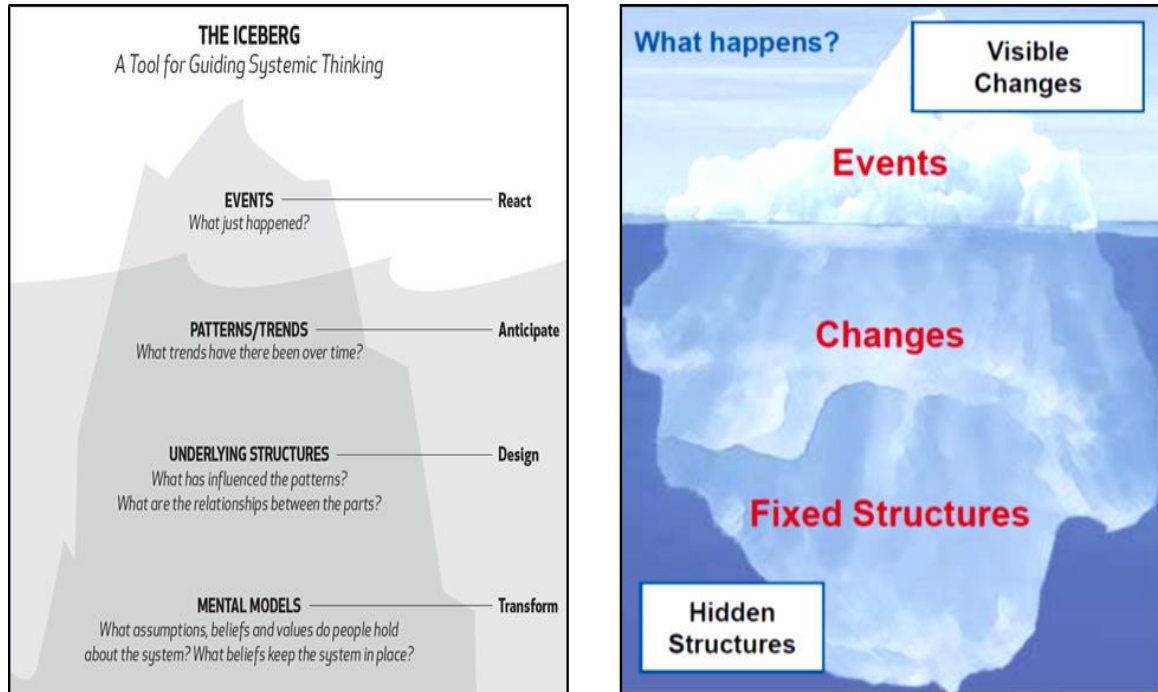 THE ICEBERG
A Tool for Guiding Systemic Thinking
EVENTS
What just happened?
React
PATTERNS/TRENDS
What trends have there been over time?
Anticipate
UNDERLYING STRUCTURES
What has influenced the patterns?
What are the relationships between the parts?
Design
MENTAL MODELS
What assumptions, beliefs and values do people hold
about the system? What beliefs keep the system in place?
Transform
What happens?
Visible
Changes
Events
Changes
Fixed Structures
Hidden
Structures